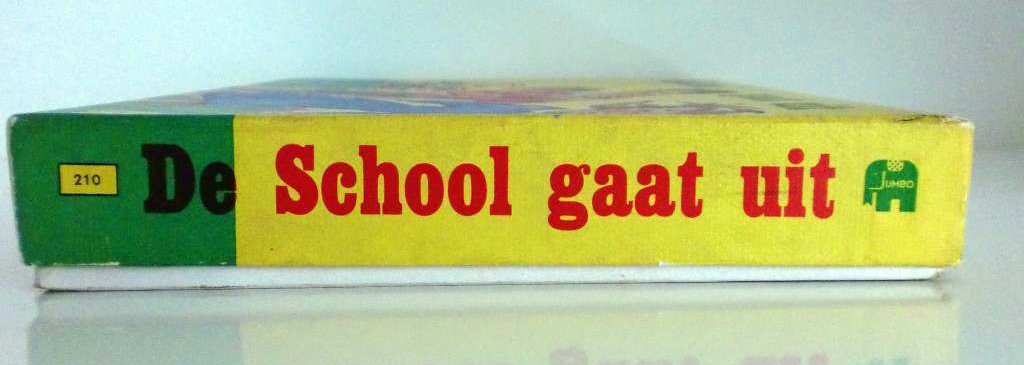 210 De School gaat uit JUMBO